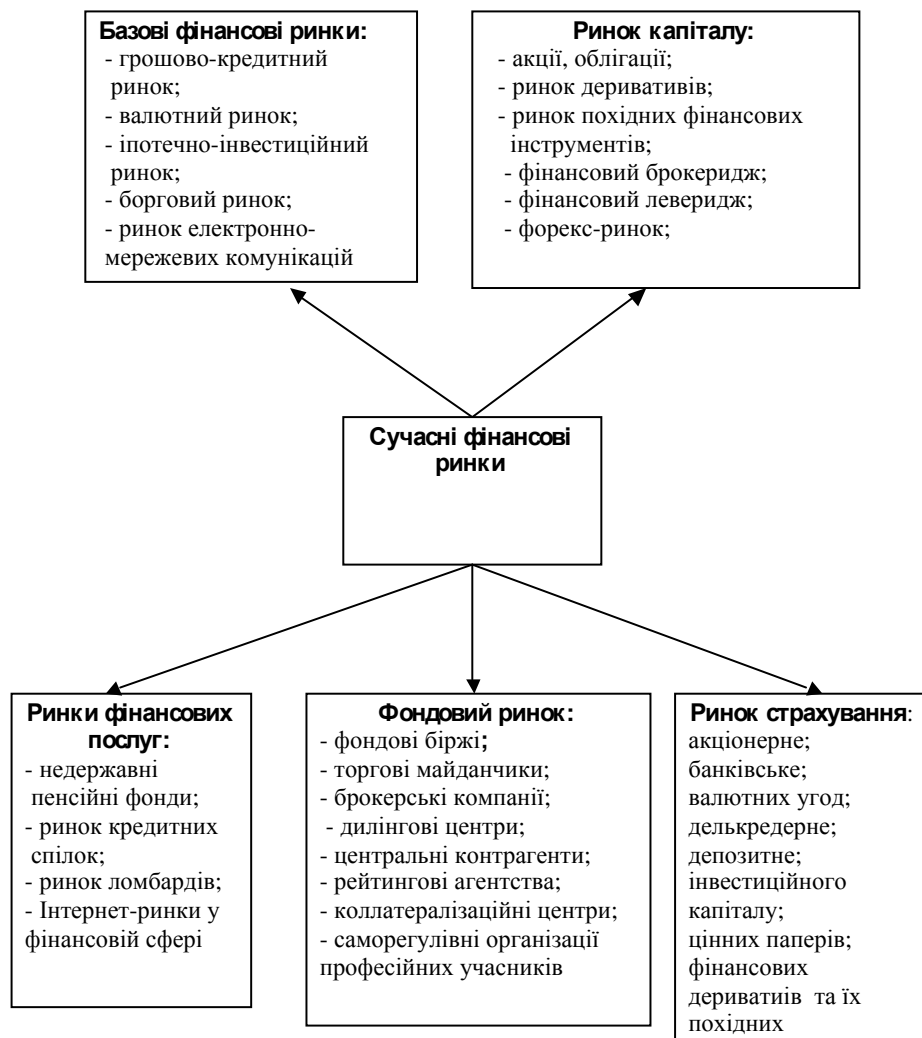 Базові фінансові ринки:
- грошово-кредитний
ринок;
- валютний ринок;
- іпотечно-інвестиційний
ринок;
- борговий ринок;
- ринок електронно-
мережевих комунікацій
Ринок капіталу:
- акції, облігації;
- ринок деривативів;
- ринок похідних фінансових
інструментів;
- фінансовий брокеридж;
- фінансовий леверидж;
- форекс-ринок;
Сучасні фінансові
ринки
Ринки фінансових
послуг:
- недержавні
пенсійні фонди;
- ринок кредитних
спілок;
- ринок ломбардів;
- Інтернет-ринки у
фінансовій сфері
Фондовий ринок:
- фондові біржі;
- торгові майданчики;
- брокерські компанії;
- дилінгові центри;
- центральні контрагенти;
- рейтингові агентства;
- коллатералізаційні центри;
- саморегулівні організації
професійних учасників
Ринок страхування:
акціонерне;
банківське;
валютних угод;
делькредерне;
депозитне;
інвестиційного
капіталу;
цінних паперів;
фінансових
дериватиів та їх
похідних